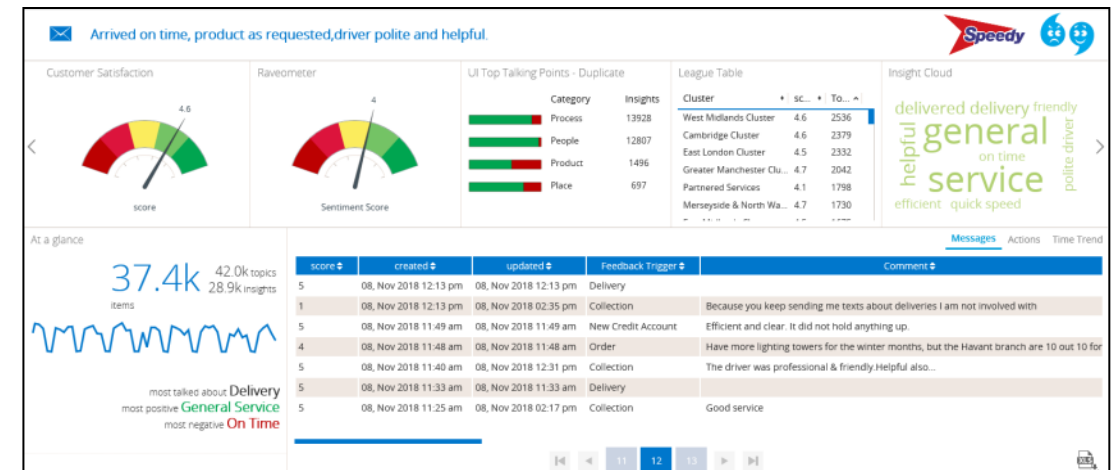 Arrived on time, product as requested,driver polite and helpful.
Speedy
Customer Satisfaction
4.6
score
Raveometer
4
Sentiment Score
UI Top Talking Points - Duplicate
Category Insights
Process 13928
People 12807
Product 1496
Place 697
League Table
Cluster sc... To...
West Midlands Cluster 4.6 2536
Cambridge Cluster 4.6 2379
East London Cluster 4.5 2332
Greater Manchester Clu... 4.7 2042
Partnered Services 4.1 1798
Merseyside & North Wa... 4.7 1730
Insight Cloud
delivered delivery friendly
helpful
general
on time
service
polite driver
efficient quick speed
At a glance
37.4k
items
42.0k topics
28.9k insights
most talked about Delivery
most positive General Service
most negative On Time
Messages Actions Time Trend
score created updated Feedback Trigger Comment
5 08, Nov 2018 12:13 pm 08, Nov 2018 12:13 pm Delivery
1 08, Nov 2018 12:13 pm 08, Nov 2018 02:35 pm Collection Because you keep sending me texts about deliveries I am not involved with
5 08, Nov 2018 11:49 am 08, Nov 2018 11:49 am New Credit Account Efficient and clear. It did not hold anything up.
4 08, Nov 2018 11:48 am 08, Nov 2018 11:48 am Order Have more lighting towers for the winter months, but the Havant branch are 10 out 10 for
5 08, Nov 2018 11:40 am 08, Nov 2018 12:31 pm Collection The driver was professional & friendly.Helpful also...
5 08, Nov 2018 11:33 am 08, Nov 2018 11:33 am Delivery
5 08, Nov 2018 11:25 am 08, Nov 2018 02:17 pm Collection Good service
11 12 13
XLS